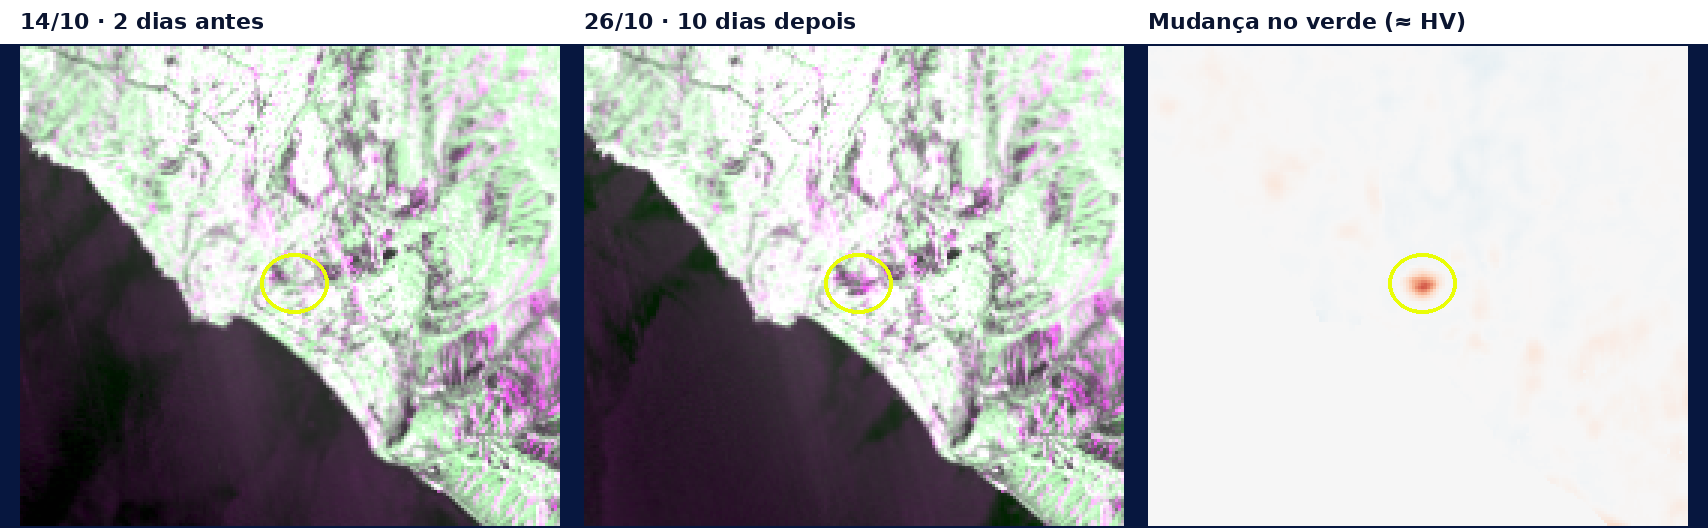 14/10 · 2 dias antes
26/10 · 10 dias depois
Mudança no verde (≈ HV)